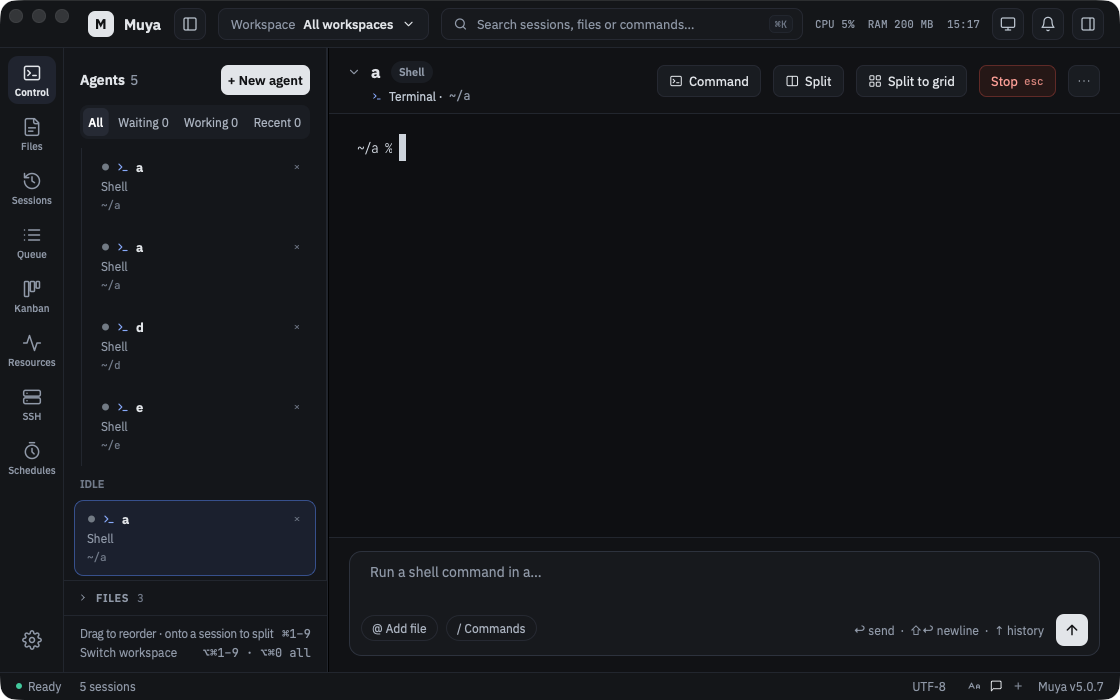 M Muya Workspace All workspaces Search sessions, files or commands... ⌘K CPU 5% RAM 200 MB 15:17
Control
Files
Sessions
Queue
Kanban
Resources
SSH
Schedules
Agents 5 + New agent
All Waiting 0 Working 0 Recent 0
a ×
Shell
~/a
a ×
Shell
~/a
d ×
Shell
~/d
e ×
Shell
~/e
IDLE
a ×
Shell
~/a
FILES 3
Drag to reorder · onto a session to split ⌘1–9
Switch workspace ⌥⌘1–9 · ⌥⌘0 all
a Shell
Terminal · ~/a
Command Split Split to grid Stop esc ···
~/a %
Run a shell command in a...
@ Add file / Commands ↩ send · ⇧↩ newline · ↑ history
Ready 5 sessions UTF-8 AA + Muya v5.0.7